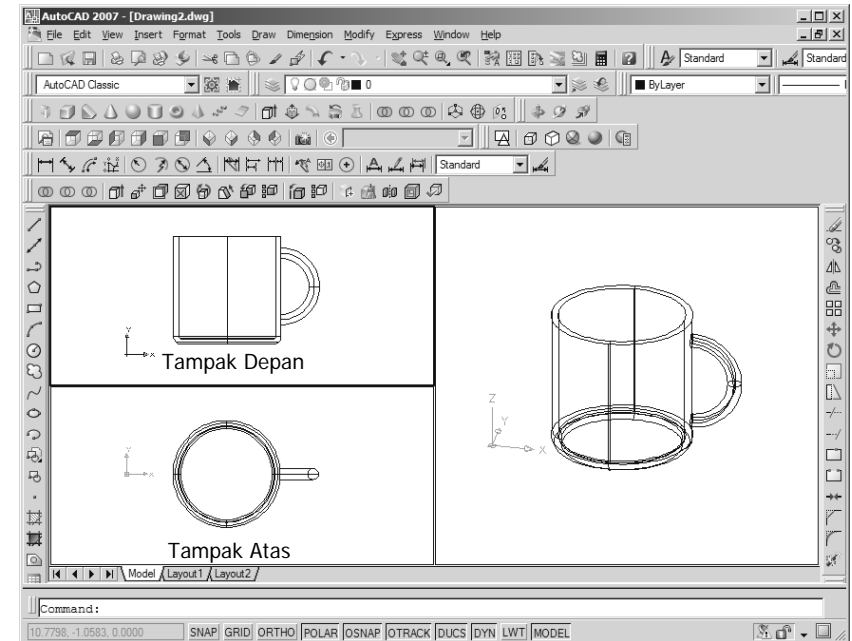 AutoCAD 2007 - [Drawing2.dwg]
File Edit View Insert Format Tools Draw Dimension Modify Express Window Help
Standard Standard
AutoCAD Classic 0 ByLayer
Standard
Y
X
Tampak Depan
Y
X
Tampak Atas
Z
Y
X
Model Layout1 Layout2
Command:
10.7798, -1.0583, 0.0000 SNAP GRID ORTHO POLAR OSNAP OTRACK DUCS DYN LWT MODEL